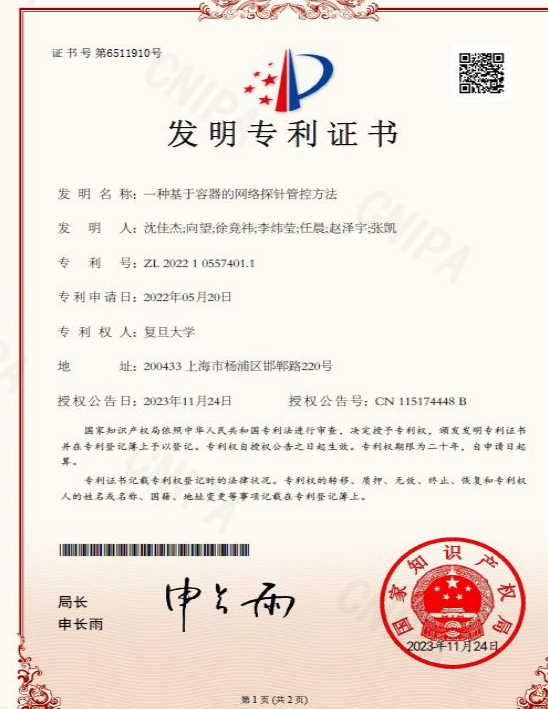 证书号第6511910号
发明专利证书
发 明 名 称：一种基于容器的网络探针管控方法
发 明 人：沈佳杰;向望;徐竟祎;李炜莹;任晨;赵泽宇;张凯
专 利 号：ZL 2022 1 0557401.1
专利申请日：2022年05月20日
专 利 权 人：复旦大学
地 址：200433 上海市杨浦区邯郸路220号
授权公告日：2023年11月24日 授权公告号：CN 115174448 B
国家知识产权局依照中华人民共和国专利法进行审查，决定授予专利权，颁发发明专利证书
并在专利登记簿上予以登记。专利权自授权公告之日起生效。专利权期限为二十年，自申请日起
算。
专利证书记载专利权登记时的法律状况。专利权的转移、质押、无效、终止、恢复和专利权
人的姓名或名称、国籍、地址变更等事项记载在专利登记簿上。
局长
申长雨
申长雨
国家知识产权局
2023年11月24日
第1页(共2页)
CNIPA
CNIPA
CNIPA
CNIPA